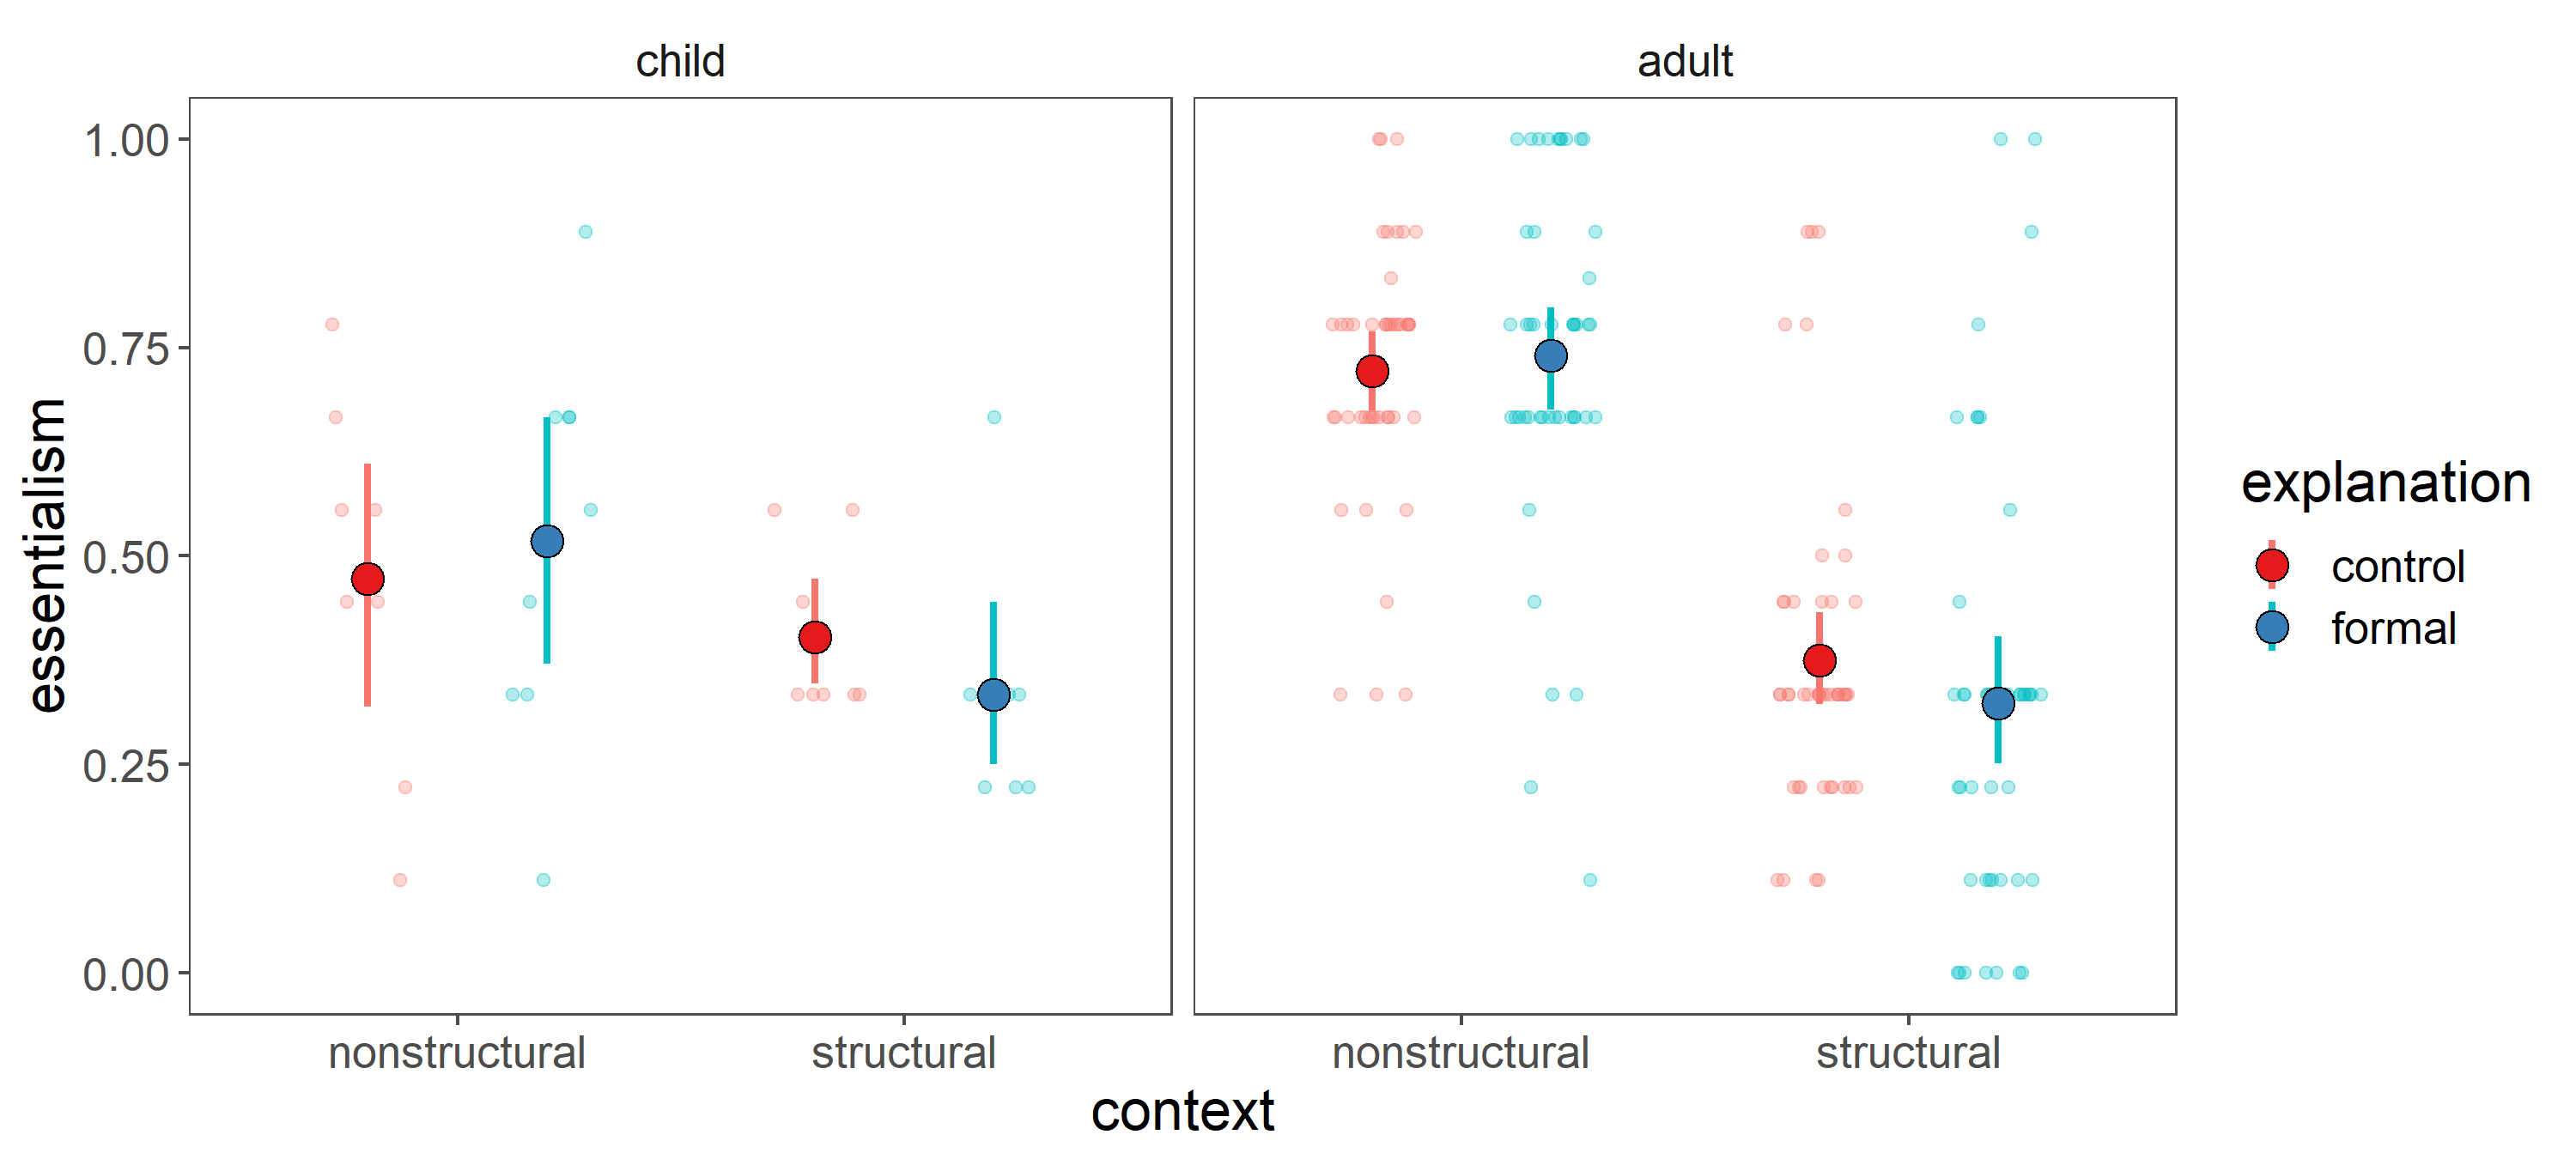 child
adult
1.00
0.75
0.50
0.25
0.00
essentialism
nonstructural
structural
nonstructural
structural
context
explanation
control
formal